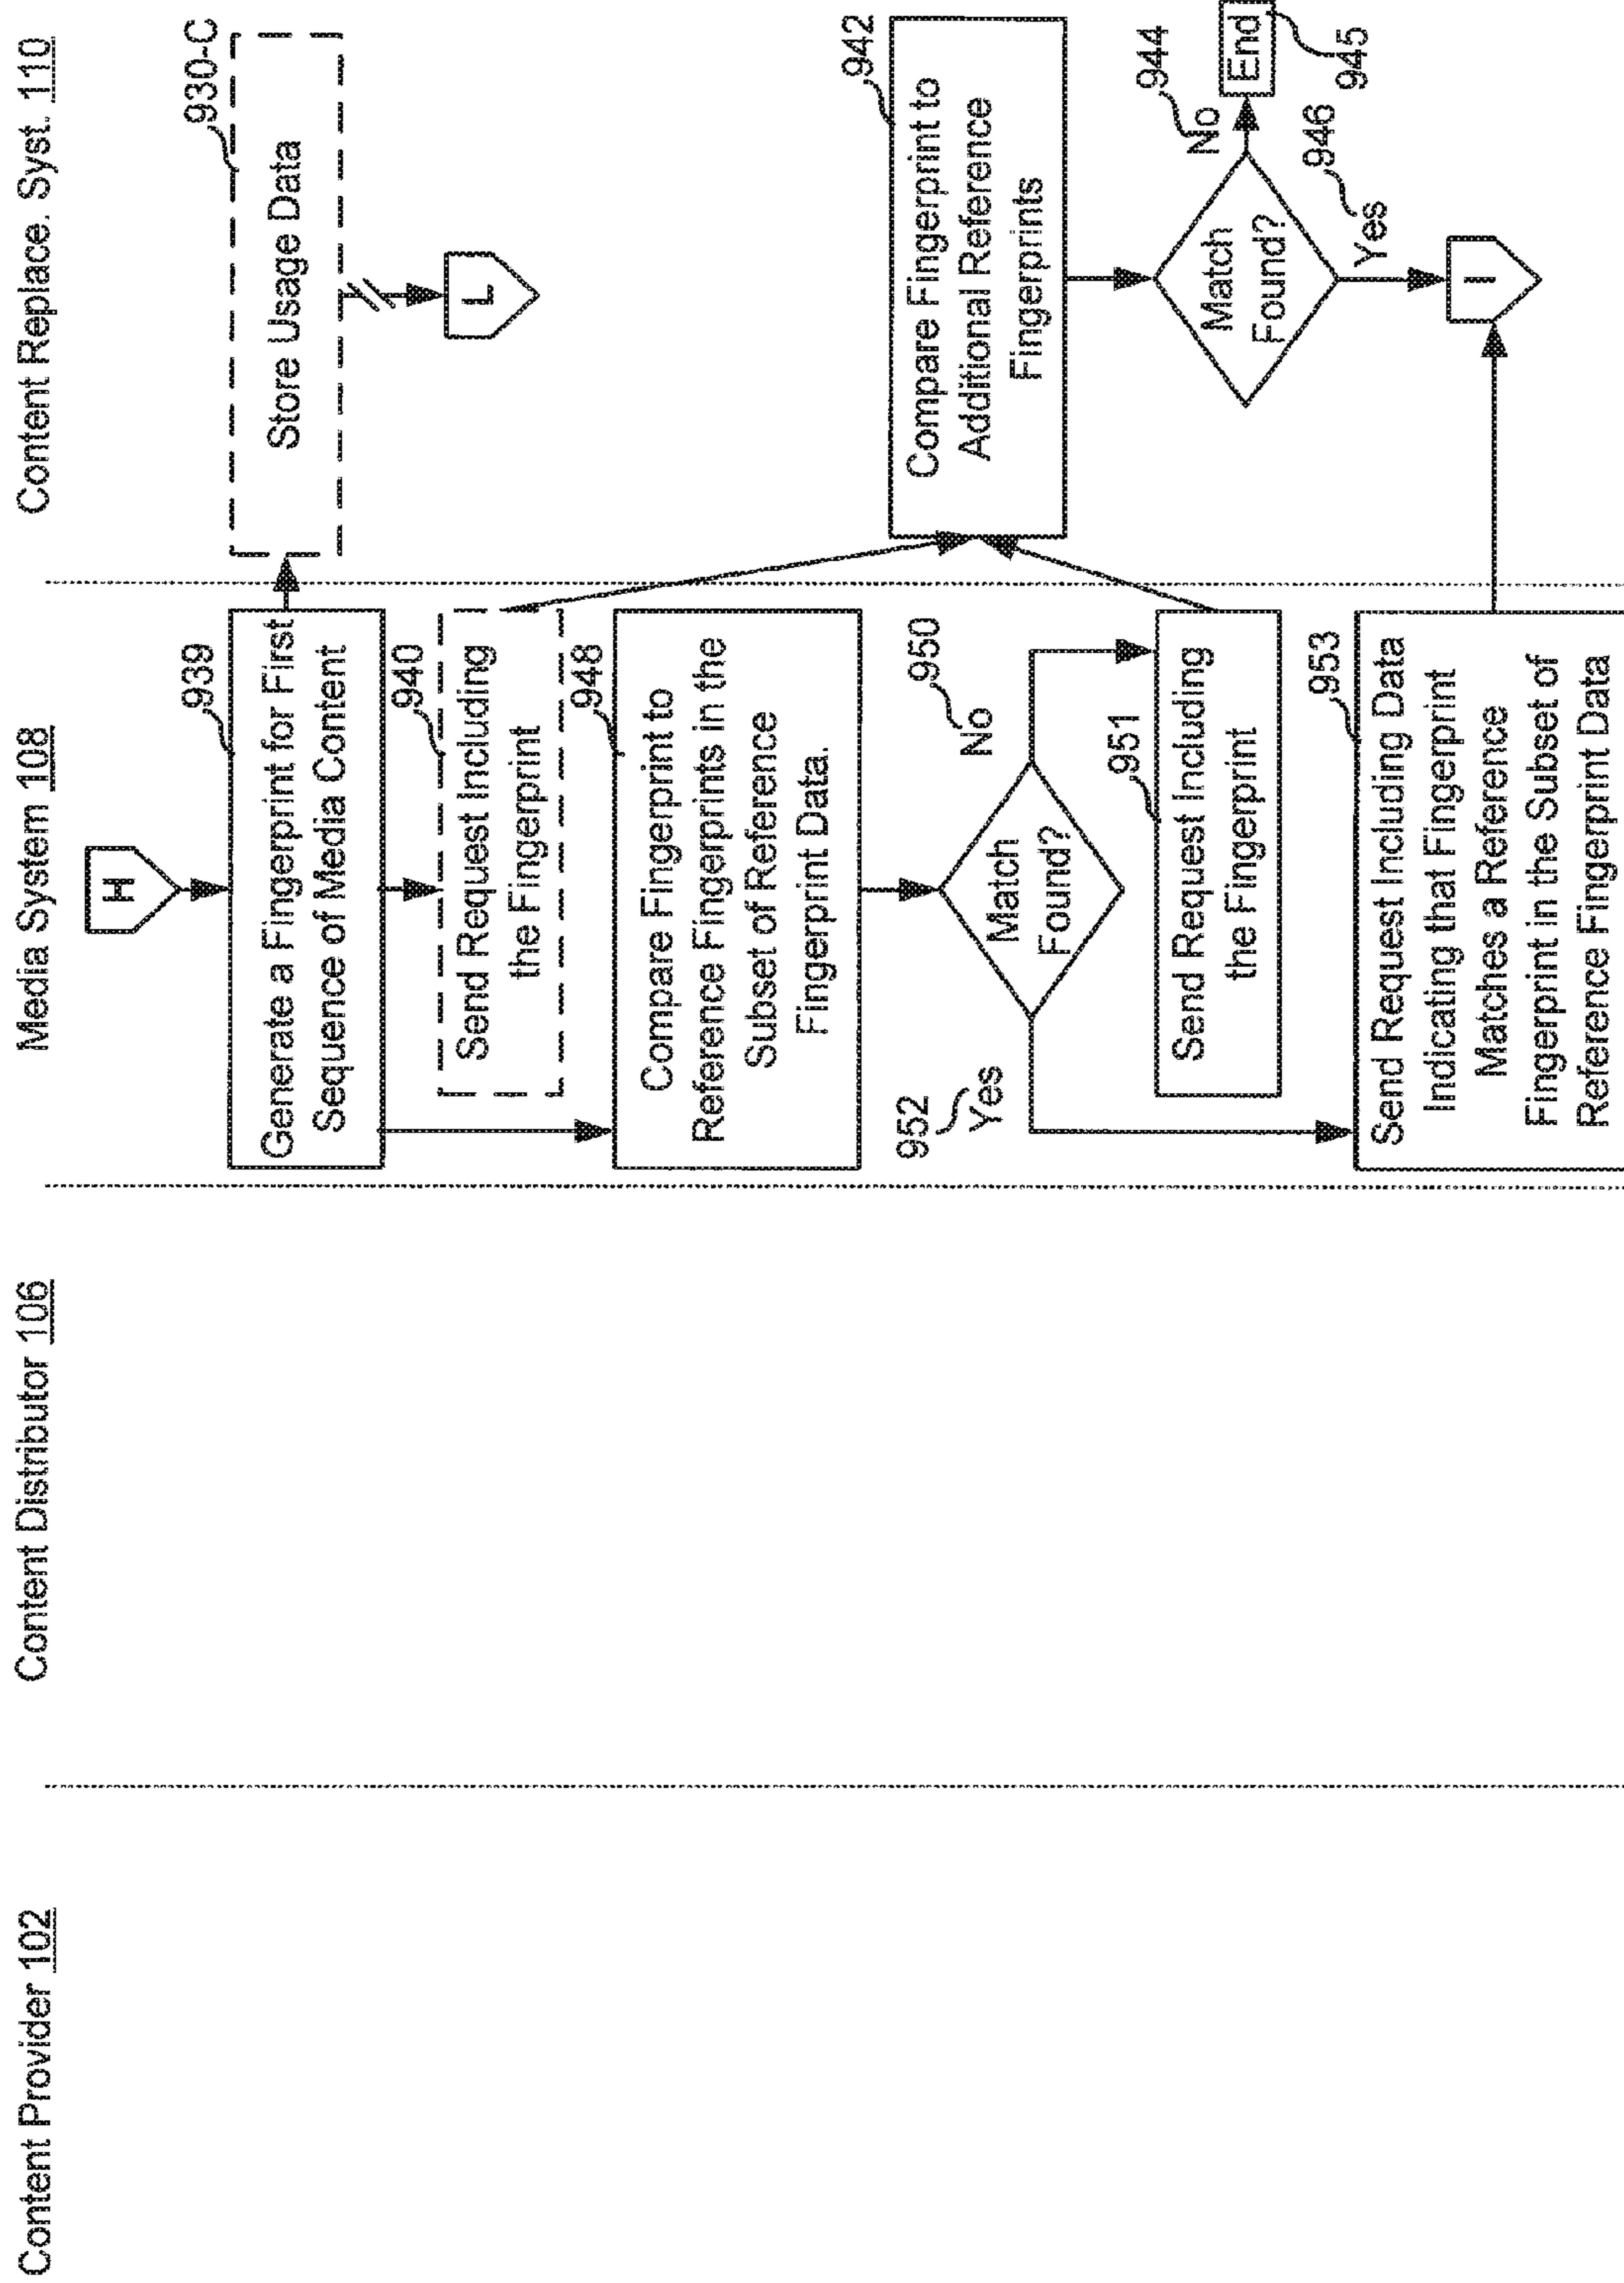 Content Provider 102
Content Distributor 106
Media System 108
Content Replace. Syst. 110
H
939
Generate a Fingerprint for First
Sequence of Media Content
930-C
Store Usage Data
L
940
Send Request Including
the Fingerprint
948
Compare Fingerprint to
Reference Fingerprints in the
Subset of Reference
Fingerprint Data.
942
Compare Fingerprint to
Additional Reference
Fingerprints
952
Yes
Match
Found?
950
No
951
Send Request Including
the Fingerprint
Match
Found?
944
No
End
945
946
Yes
I
953
Send Request Including Data
Indicating that Fingerprint
Matches a Reference
Fingerprint in the Subset of
Reference Fingerprint Data